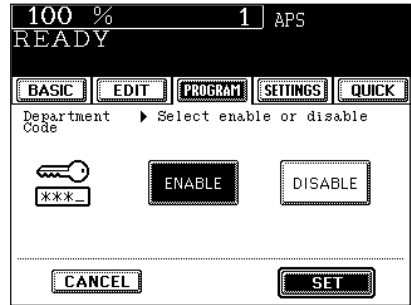 100 % 1 APS
READY
BASIC EDIT PROGRAM SETTINGS QUICK
Department ▶ Select enable or disable
Code
***_ ENABLE DISABLE
CANCEL SET